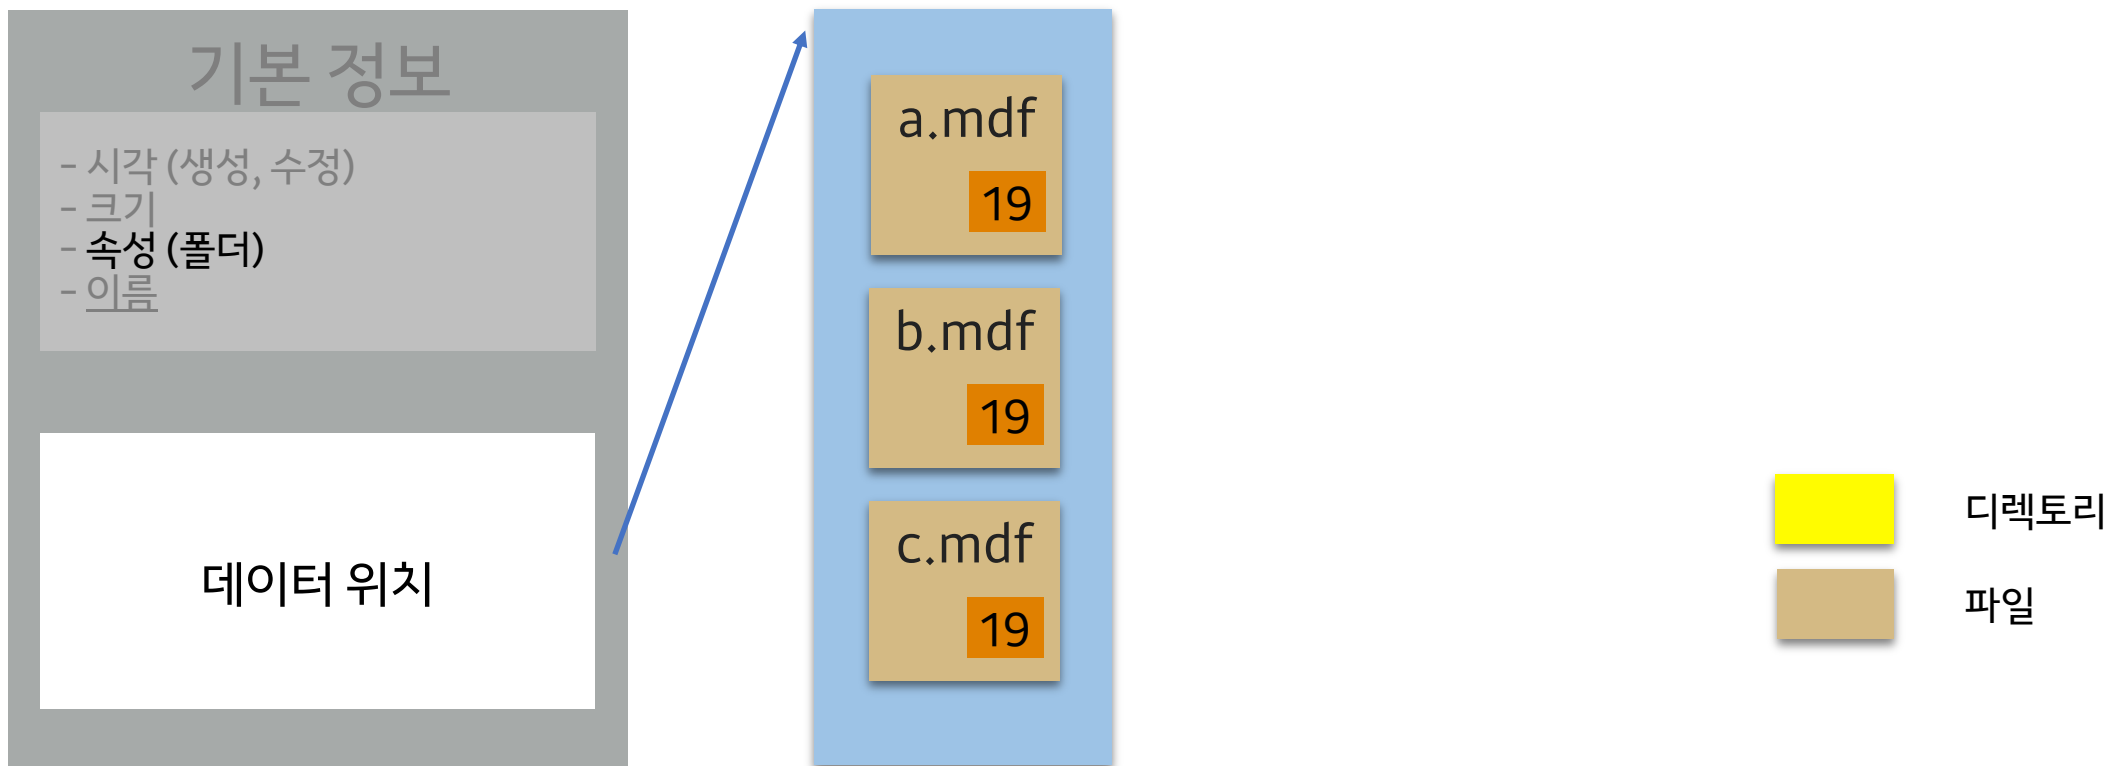 기본 정보
- 시각 (생성, 수정)
- 크기
- 속성 (폴더)
- 이름
데이터 위치
a.mdf
19
b.mdf
19
c.mdf
19
디렉토리
파일